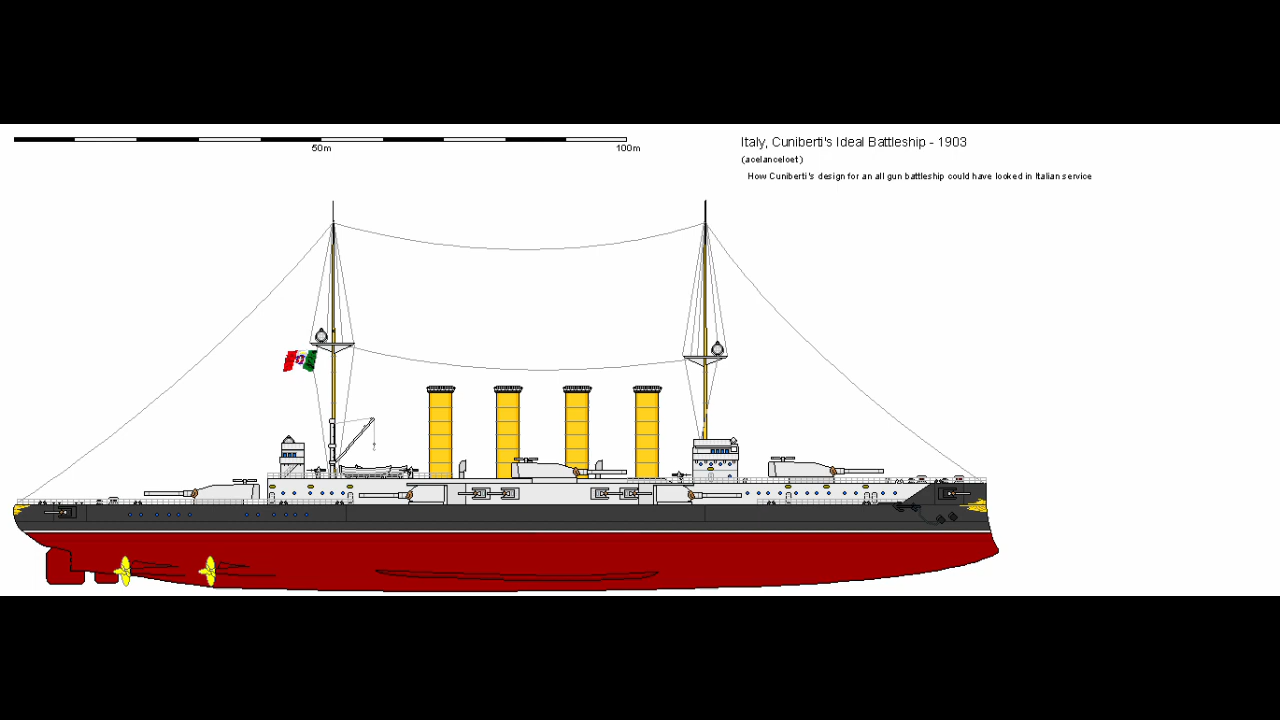 50m
100m
Italy, Cuniberti's Ideal Battleship - 1903
(acelanceloet)
How Cuniberti's design for an all gun battleship could have looked in Italian service